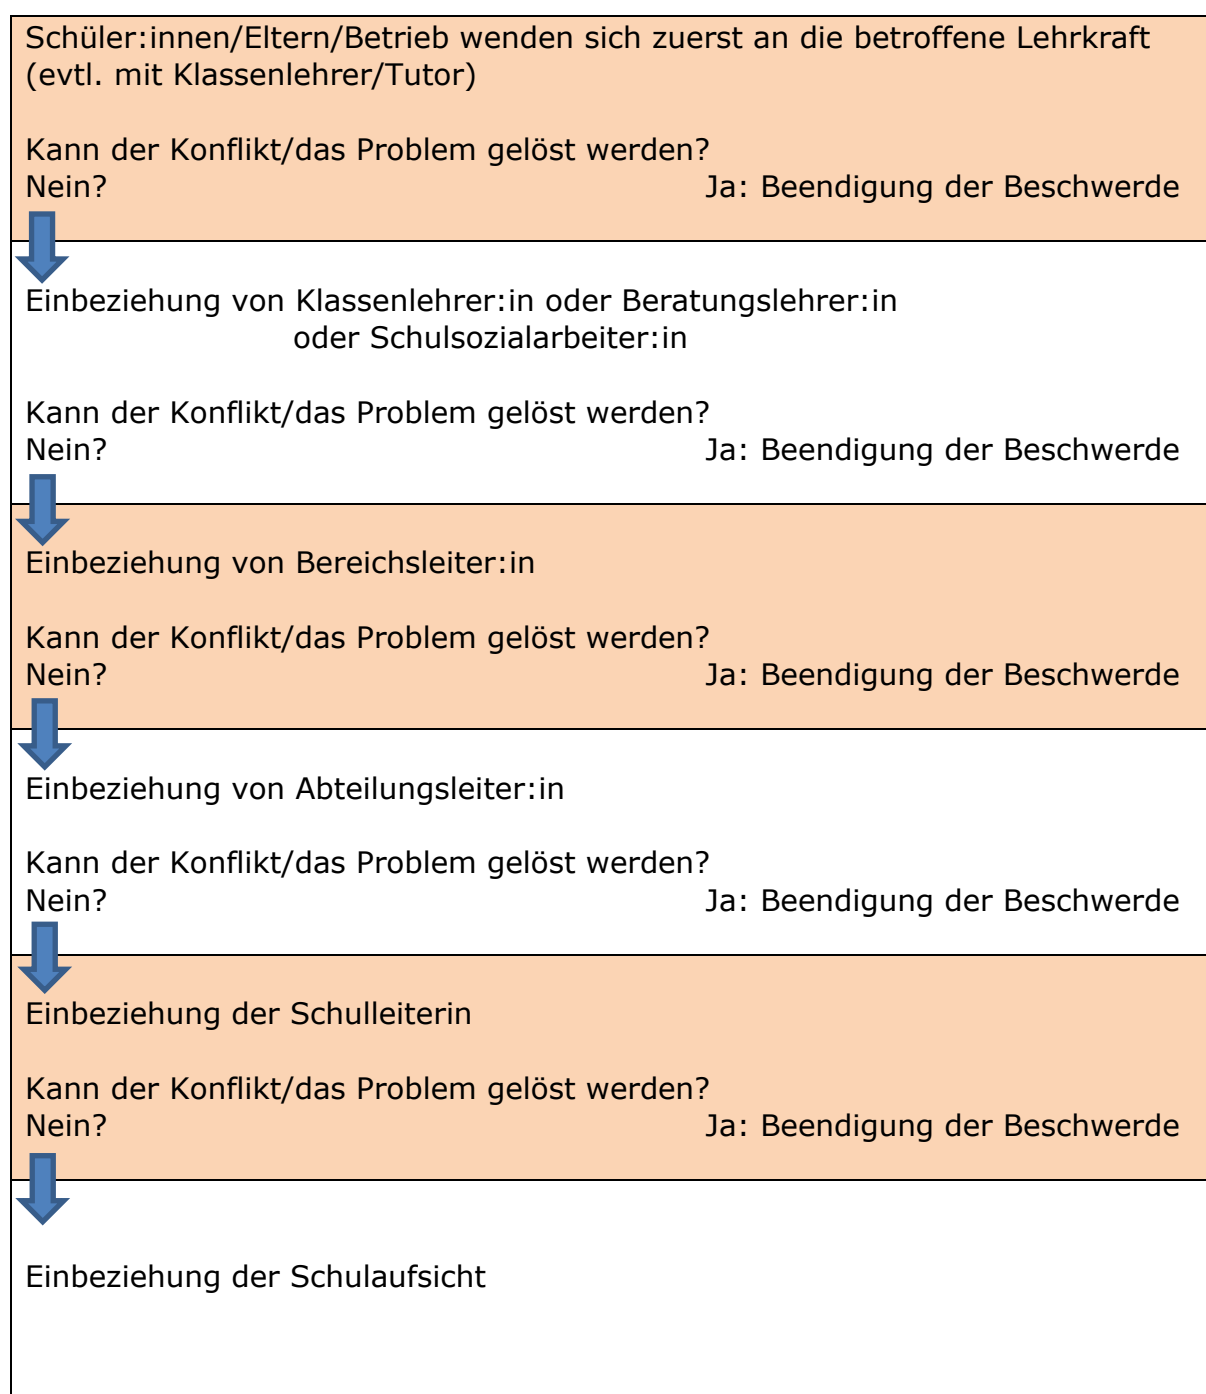 Schüler:innen/Eltern/Betrieb wenden sich zuerst an die betroffene Lehrkraft
(evtl. mit Klassenlehrer/Tutor)
Kann der Konflikt/das Problem gelöst werden?
Nein? Ja: Beendigung der Beschwerde
Einbeziehung von Klassenlehrer:in oder Beratungslehrer:in
oder Schulsozialarbeiter:in
Kann der Konflikt/das Problem gelöst werden?
Nein? Ja: Beendigung der Beschwerde
Einbeziehung von Bereichsleiter:in
Kann der Konflikt/das Problem gelöst werden?
Nein? Ja: Beendigung der Beschwerde
Einbeziehung von Abteilungsleiter:in
Kann der Konflikt/das Problem gelöst werden?
Nein? Ja: Beendigung der Beschwerde
Einbeziehung der Schulleiterin
Kann der Konflikt/das Problem gelöst werden?
Nein? Ja: Beendigung der Beschwerde
Einbeziehung der Schulaufsicht